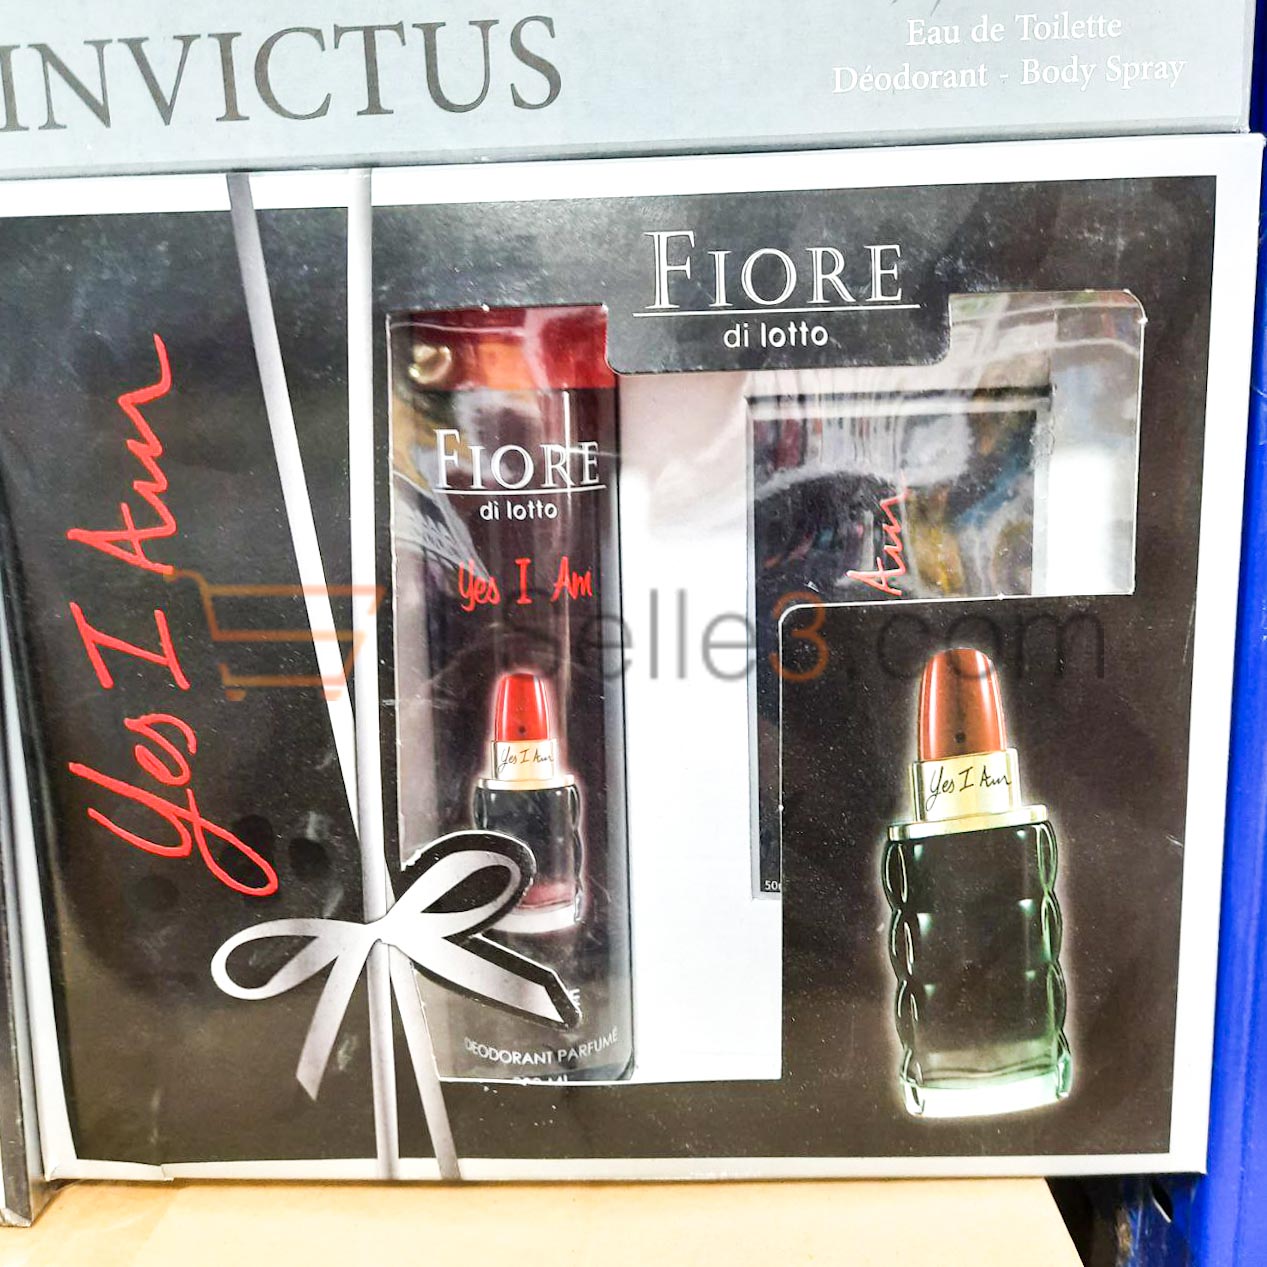 INVICTUS
Eau de Toilette
Déodorant - Body Spray
FIORE
di lotto
Yes I Am
FIORE
di lotto
Yes I Am
Yes I Am
DEODORANT PARFUMÉ
Am
Yes I Am
selle3.com